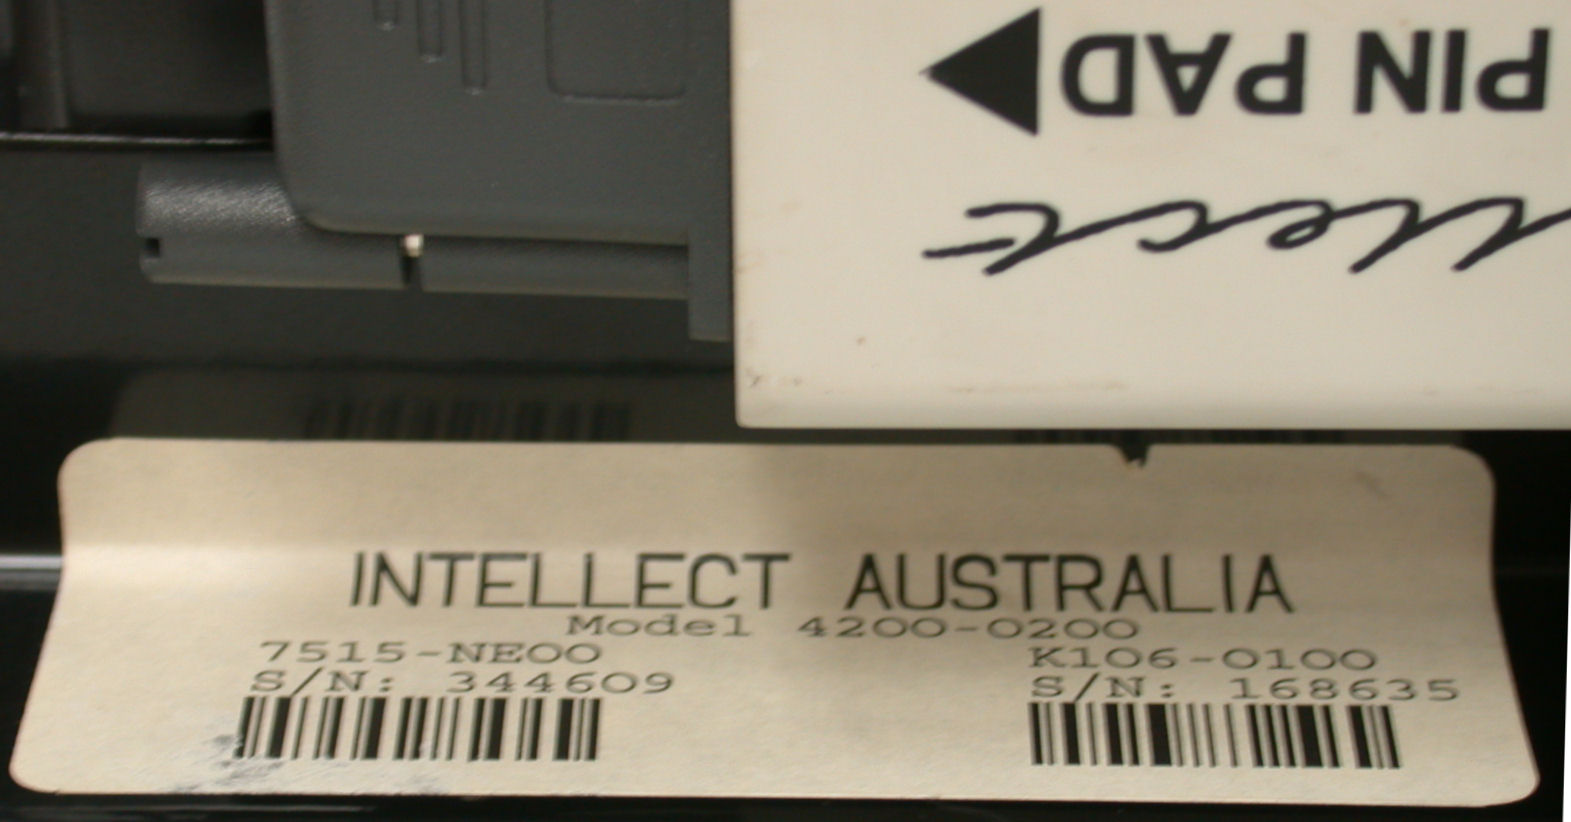 PIN PAD
INTELLECT AUSTRALIA
Model 4200-0200
7515-NE00
S/N: 344609
K106-0100
S/N: 168635